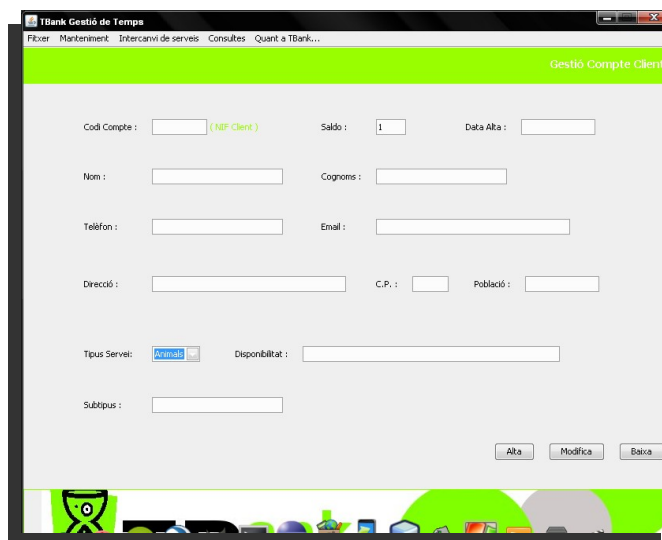 TBank Gestió de Temps
Fitxer Manteniment Intercanvi de serveis Consultes Quant a TBank...
Gestió Compte Client
Codi Compte : ( NIF Client ) Saldo : 1 Data Alta :
Nom : Cognoms :
Telèfon : Email :
Direcció : C.P. : Població :
Tipus Servei: Animals Disponibilitat :
Subtipus :
Alta Modifica Baixa